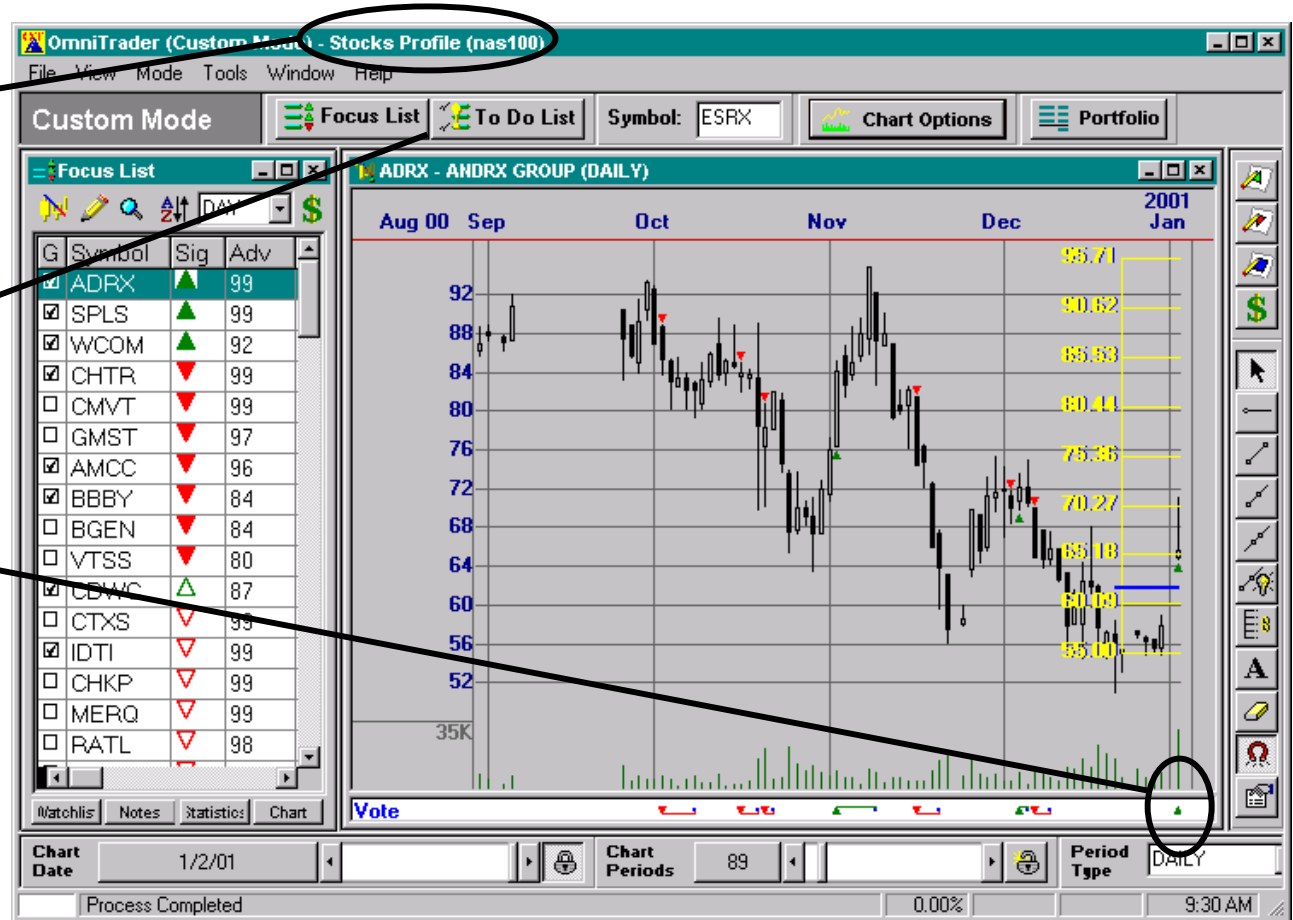 OmniTrader (Custom Mode) - Stocks Profile (nas100)
File View Mode Tools Window Help
Custom Mode Focus List To Do List Symbol: ESRX Chart Options Portfolio
Focus List
DAY
G Symbol Sig Adv
ADRX 99
SPLS 99
WCOM 92
CHTR 99
CMVT 99
GMST 97
AMCC 96
BBBY 84
BGEN 84
VTSS 80
CDWC 87
CTXS 99
IDTI 99
CHKP 99
MERQ 99
RATL 98
Watchlis Notes Statistics Chart
ADRX - ANDRX GROUP (DAILY)
2001
Aug 00 Sep Oct Nov Dec Jan
95.71
92
90.62
88
85.53
84
80.44
80
76
75.36
72
70.27
68
65.18
64
60.09
60
56
55.00
52
35K
Vote
A
Chart Date 1/2/01 Chart Periods 89 Period Type DAILY
Process Completed 0.00% 9:30 AM